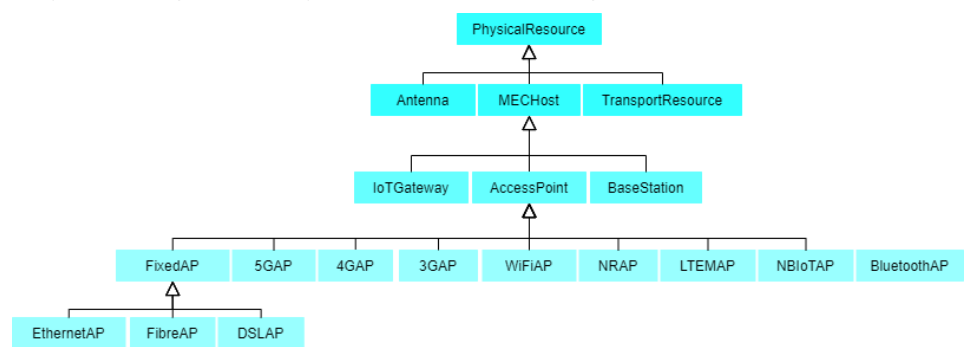 PhysicalResource
Antenna MECHost TransportResource
IoTGateway AccessPoint BaseStation
FixedAP 5GAP 4GAP 3GAP WiFiAP NRAP LTEMAP NBIoTAP BluetoothAP
EthernetAP FibreAP DSLAP